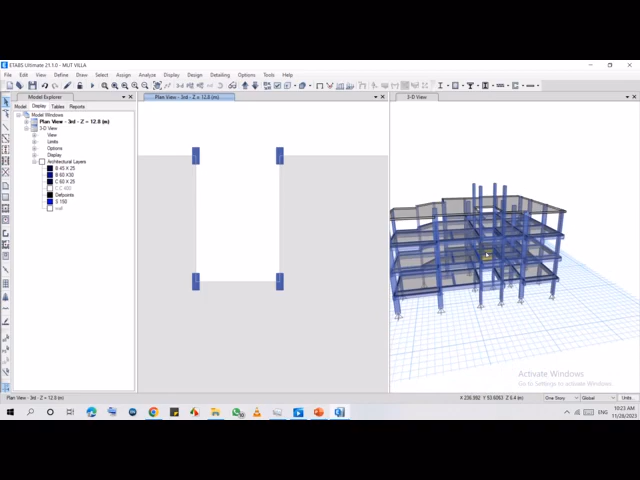 ETABS Ultimate 21.1.0 - MUT VILLA
File Edit View Define Draw Select Assign Analyze Display Design Detailing Options Tools Help
Model Explorer
Plan View - 3rd - Z = 12.8 (m)
3-D View
Model Display Tables Reports
Model Windows
Plan View - 3rd - Z = 12.8 (m)
3-D View
View
Limits
Options
Display
Architectural Layers
B 45 X 25
B 60 X30
C 60 X 25
Defpoints
S 150
wall
Activate Windows
Go to Settings to activate Windows.
Plan View - 3rd - Z = 12.8 (m)
One Story
Global
Units...
ENG
10:23 AM
11/28/2023